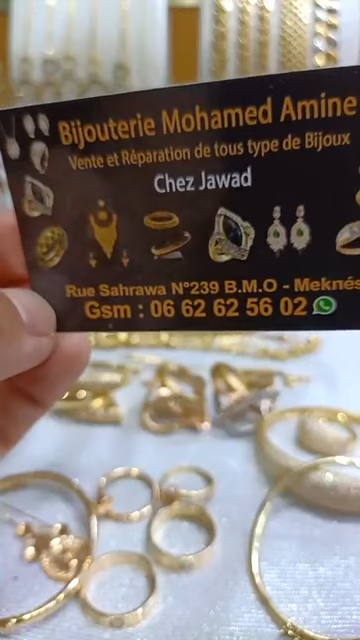 Bijouterie Mohamed Amine
Vente et Réparation de tous type de Bijoux
Chez Jawad
Rue Sahrawa N°239 B.M.O - Meknés
Gsm : 06 62 62 56 02